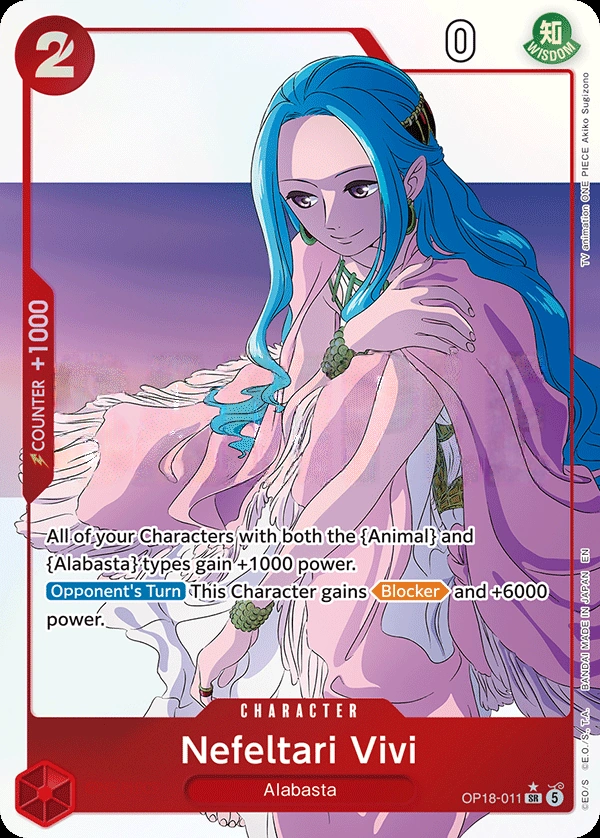 2
0
知
WISDOM
TV animation ONE PIECE Akiko Sugizono
COUNTER +1000
All of your Characters with both the {Animal} and
{Alabasta} types gain +1000 power.
Opponent's Turn This Character gains Blocker and +6000
power.
CHARACTER
Nefeltari Vivi
Alabasta
©EO/S ©E.O./S., T.A. BANDAI MADE IN JAPAN EN
OP18-011 SR 5